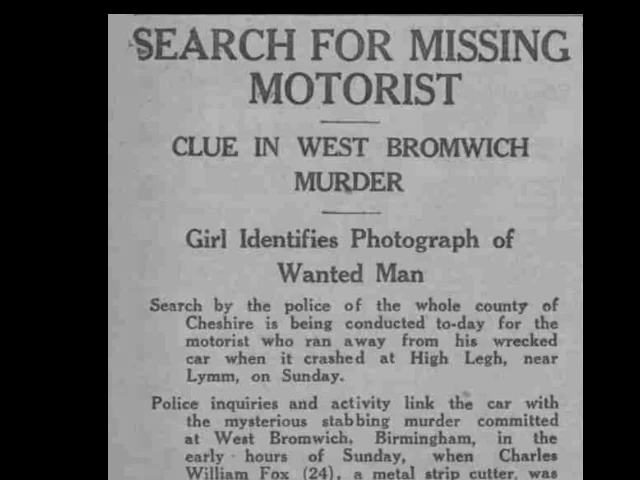 SEARCH FOR MISSING
MOTORIST
CLUE IN WEST BROMWICH
MURDER
Girl Identifies Photograph of
Wanted Man
Search by the police of the whole county of
Cheshire is being conducted to-day for the
motorist who ran away from his wrecked
car when it crashed at High Legh, near
Lymm, on Sunday.
Police inquiries and activity link the car with
the mysterious stabbing murder committed
at West Bromwich, Birmingham, in the
early hours of Sunday, when Charles
William Fox (24), a metal strip cutter, was